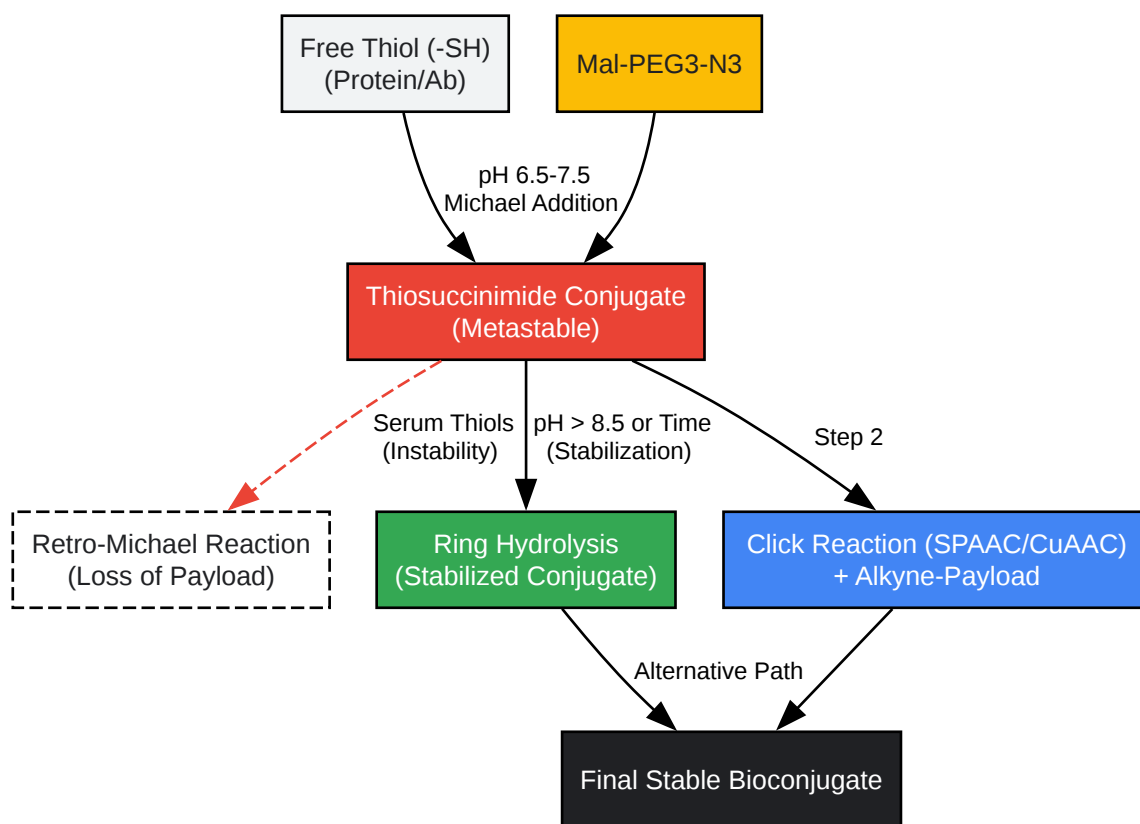 Free Thiol (-SH)
(Protein/Ab)
Mal-PEG3-N3
pH 6.5-7.5
Michael Addition
Thiosuccinimide Conjugate
(Metastable)
Serum Thiols
(Instability)
pH > 8.5 or Time
(Stabilization)
Step 2
Retro-Michael Reaction
(Loss of Payload)
Ring Hydrolysis
(Stabilized Conjugate)
Click Reaction (SPAAC/CuAAC)
+ Alkyne-Payload
Alternative Path
Final Stable Bioconjugate